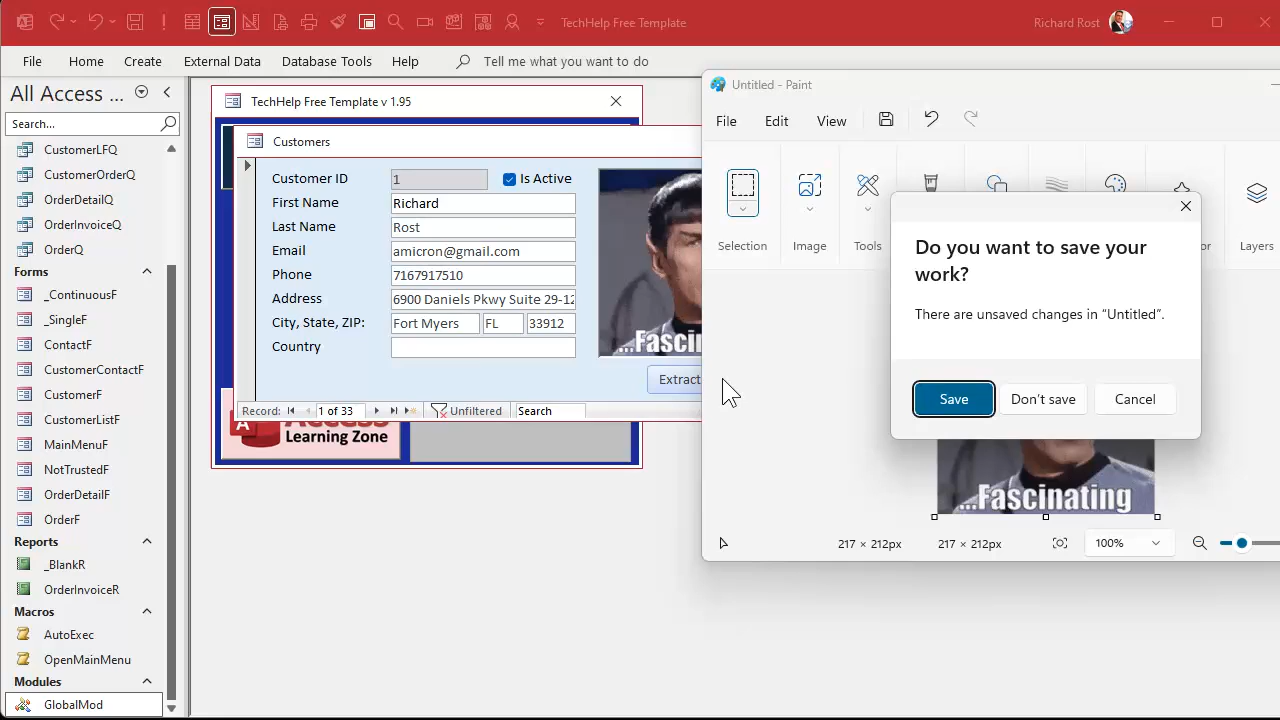 TechHelp Free Template
Richard Rost
File
Home
Create
External Data
Database Tools
Help
Tell me what you want to do
All Access ...
Search...
CustomerLFQ
CustomerOrderQ
OrderDetailQ
OrderInvoiceQ
OrderQ
Forms
_ContinuousF
_SingleF
ContactF
CustomerContactF
CustomerF
CustomerListF
MainMenuF
NotTrustedF
OrderDetailF
OrderF
Reports
_BlankR
OrderInvoiceR
Macros
AutoExec
OpenMainMenu
Modules
GlobalMod
TechHelp Free Template v 1.95
Customers
Customer ID 1 Is Active
First Name Richard
Last Name Rost
Email amicron@gmail.com
Phone 7167917510
Address 6900 Daniels Pkwy Suite 29-12
City, State, ZIP: Fort Myers FL 33912
Country
...Fasci
Extract
Record: 1 of 33 Unfiltered Search
A
Learning Zone
Untitled - Paint
File
Edit
View
Selection
Image
Tools
Layers
Do you want to save your
work?
There are unsaved changes in “Untitled”.
Save
Don’t save
Cancel
...Fascinating
217 × 212px
217 × 212px
100%